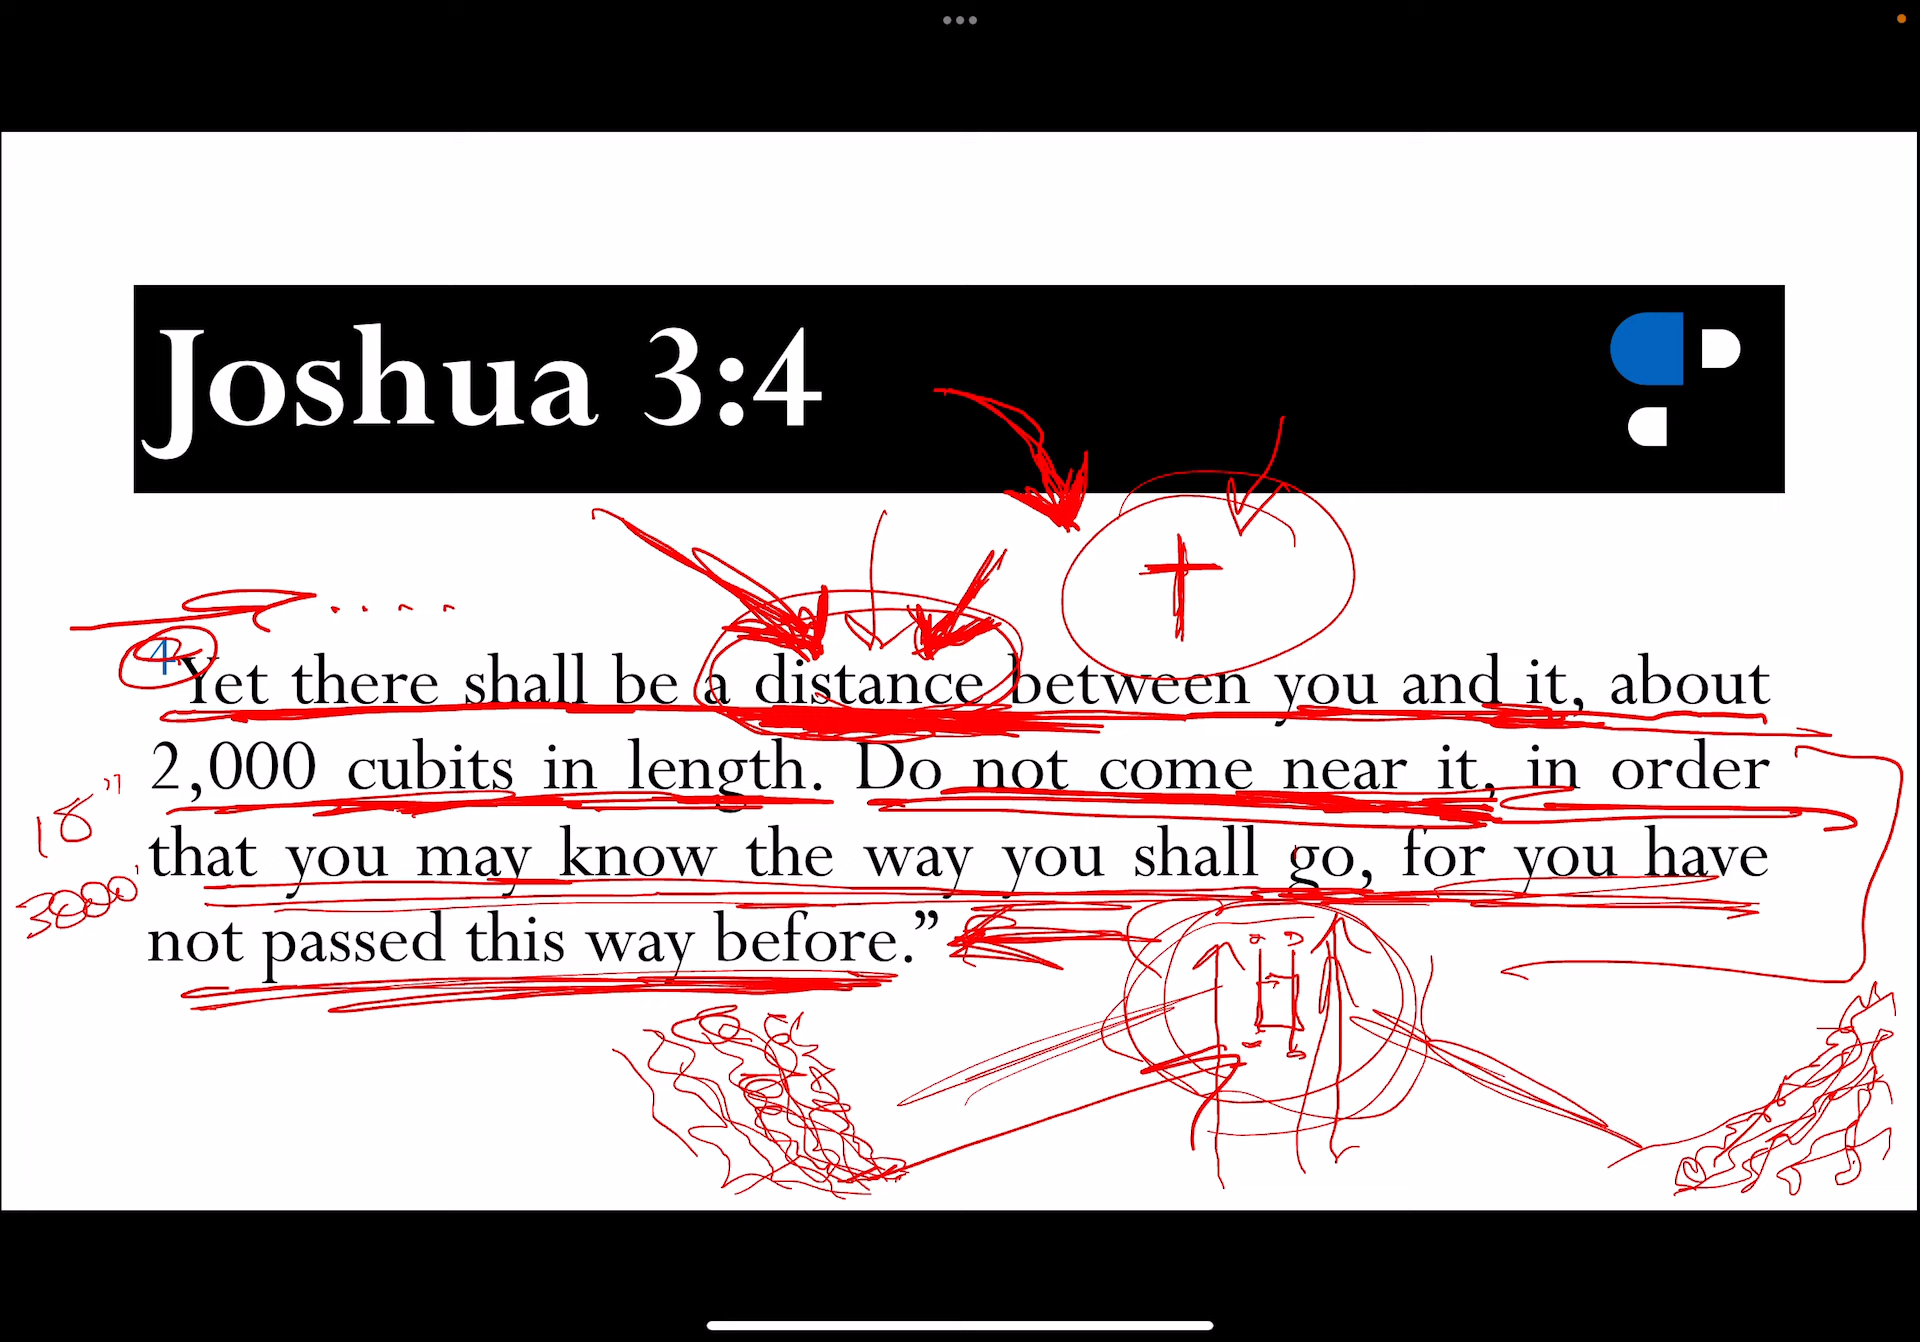 Joshua 3:4
4 Yet there shall be a distance between you and it, about
2,000 cubits in length. Do not come near it, in order
18"
that you may know the way you shall go, for you have
3000'
not passed this way before.”